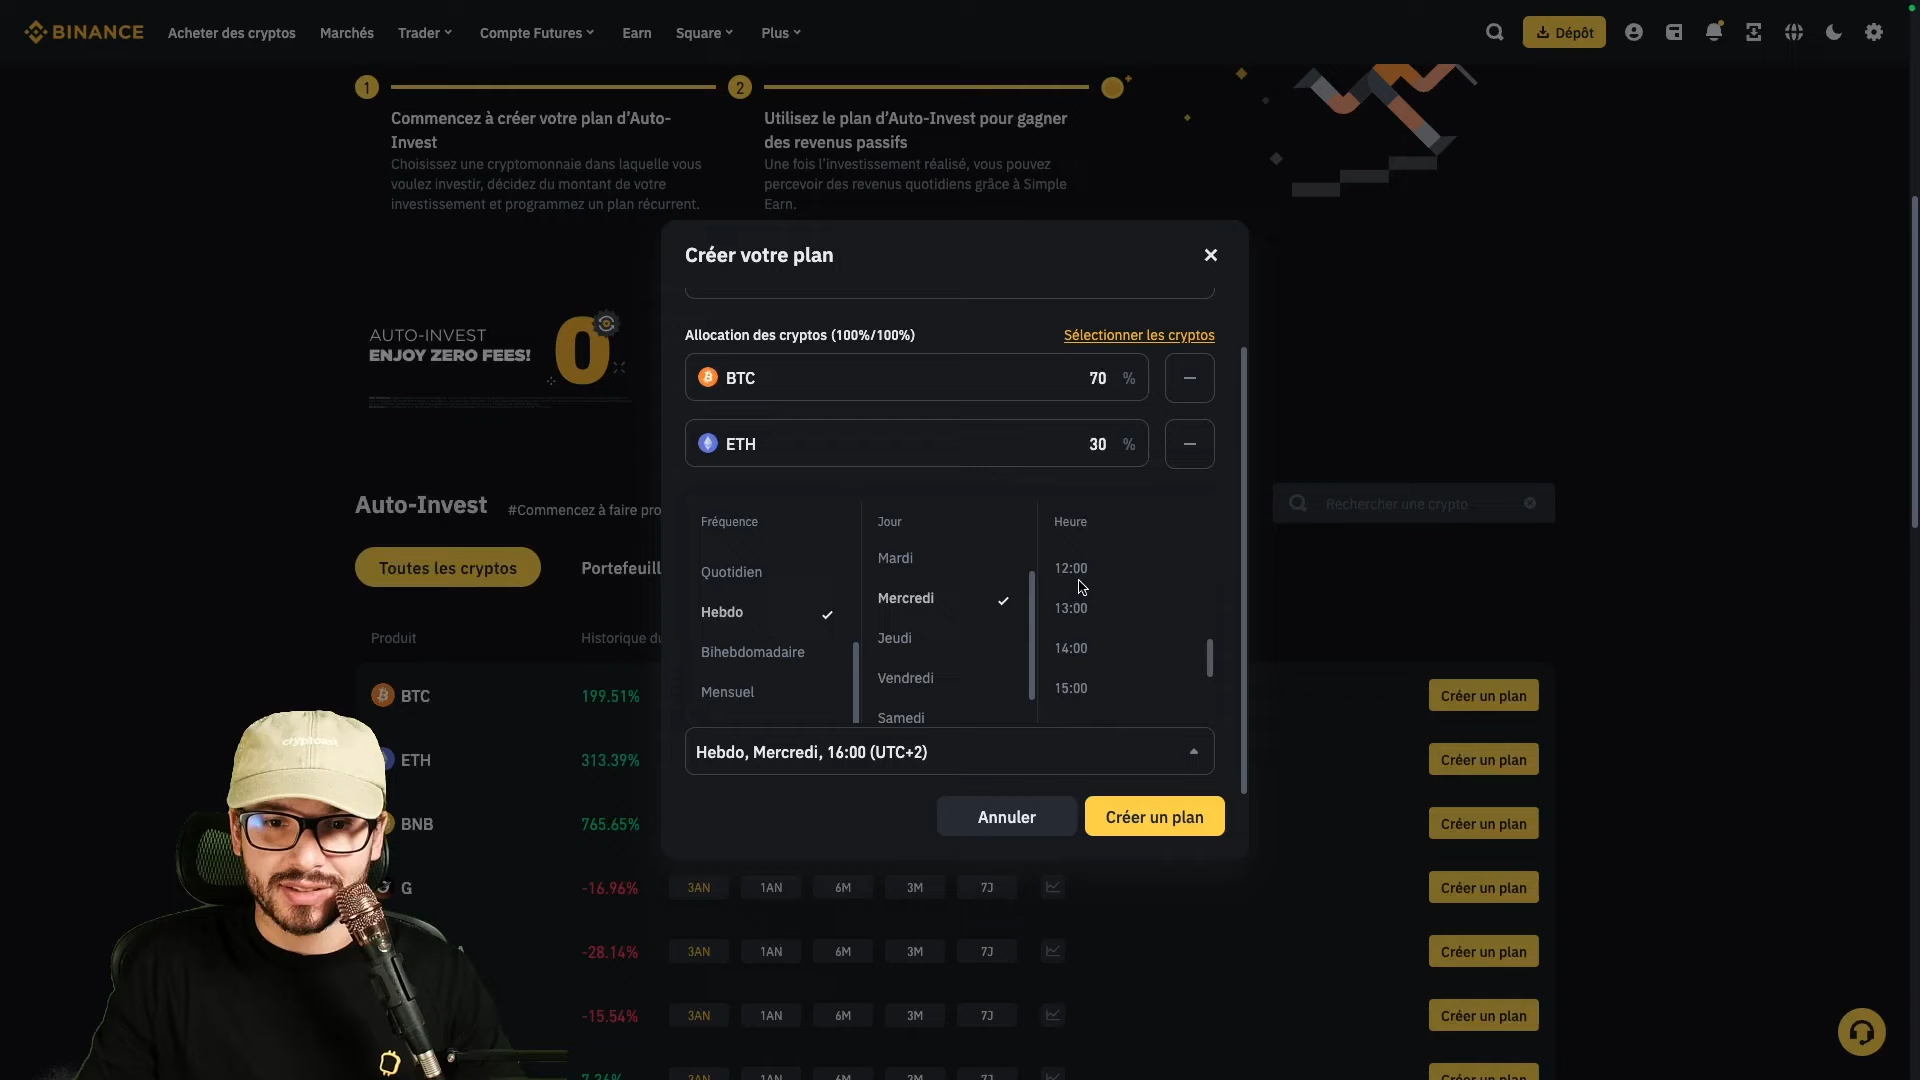 BINANCE
Acheter des cryptos
Marchés
Trader
Compte Futures
Earn
Square
Plus
Dépôt
1
2
Commencez à créer votre plan d’Auto-
Invest
Choisissez une cryptomonnaie dans laquelle vous
voulez investir, décidez du montant de votre
investissement et programmez un plan récurrent.
Utilisez le plan d’Auto-Invest pour gagner
des revenus passifs
Une fois l’investissement réalisé, vous pouvez
percevoir des revenus quotidiens grâce à Simple
Earn.
AUTO-INVEST
ENJOY ZERO FEES!
0
Créer votre plan
Allocation des cryptos (100%/100%)
Sélectionner les cryptos
BTC
70 %
ETH
30 %
Fréquence
Quotidien
Hebdo
Bihebdomadaire
Mensuel
Jour
Mardi
Mercredi
Jeudi
Vendredi
Samedi
Heure
12:00
13:00
14:00
15:00
Hebdo, Mercredi, 16:00 (UTC+2)
Annuler
Créer un plan
Auto-Invest
#Commencez à faire pro
Rechercher une crypto
Toutes les cryptos
Portefeuill
Produit
Historique du
BTC
199.51%
Créer un plan
ETH
313.39%
Créer un plan
BNB
765.65%
Créer un plan
G
-16.96%
3AN
1AN
6M
3M
7J
Créer un plan
-28.14%
3AN
1AN
6M
3M
7J
Créer un plan
-15.54%
3AN
1AN
6M
3M
7J
Créer un plan
cryptoast